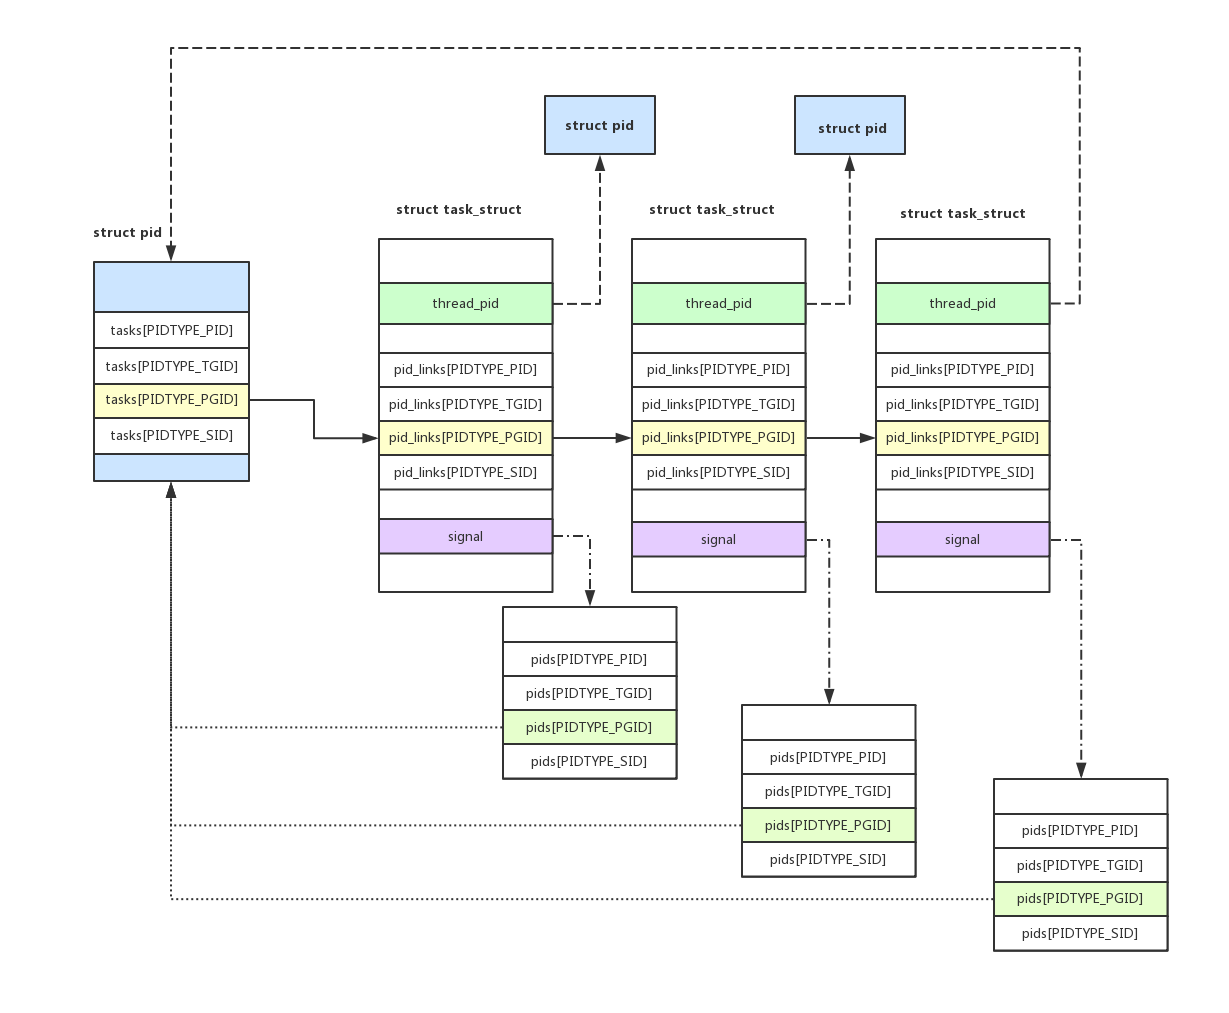 struct pid
struct pid
struct task_struct
struct task_struct
struct task_struct
struct pid
tasks[PIDTYPE_PID]
tasks[PIDTYPE_TGID]
tasks[PIDTYPE_PGID]
tasks[PIDTYPE_SID]
thread_pid
pid_links[PIDTYPE_PID]
pid_links[PIDTYPE_TGID]
pid_links[PIDTYPE_PGID]
pid_links[PIDTYPE_SID]
signal
thread_pid
pid_links[PIDTYPE_PID]
pid_links[PIDTYPE_TGID]
pid_links[PIDTYPE_PGID]
pid_links[PIDTYPE_SID]
signal
thread_pid
pid_links[PIDTYPE_PID]
pid_links[PIDTYPE_TGID]
pid_links[PIDTYPE_PGID]
pid_links[PIDTYPE_SID]
signal
pids[PIDTYPE_PID]
pids[PIDTYPE_TGID]
pids[PIDTYPE_PGID]
pids[PIDTYPE_SID]
pids[PIDTYPE_PID]
pids[PIDTYPE_TGID]
pids[PIDTYPE_PGID]
pids[PIDTYPE_SID]
pids[PIDTYPE_PID]
pids[PIDTYPE_TGID]
pids[PIDTYPE_PGID]
pids[PIDTYPE_SID]